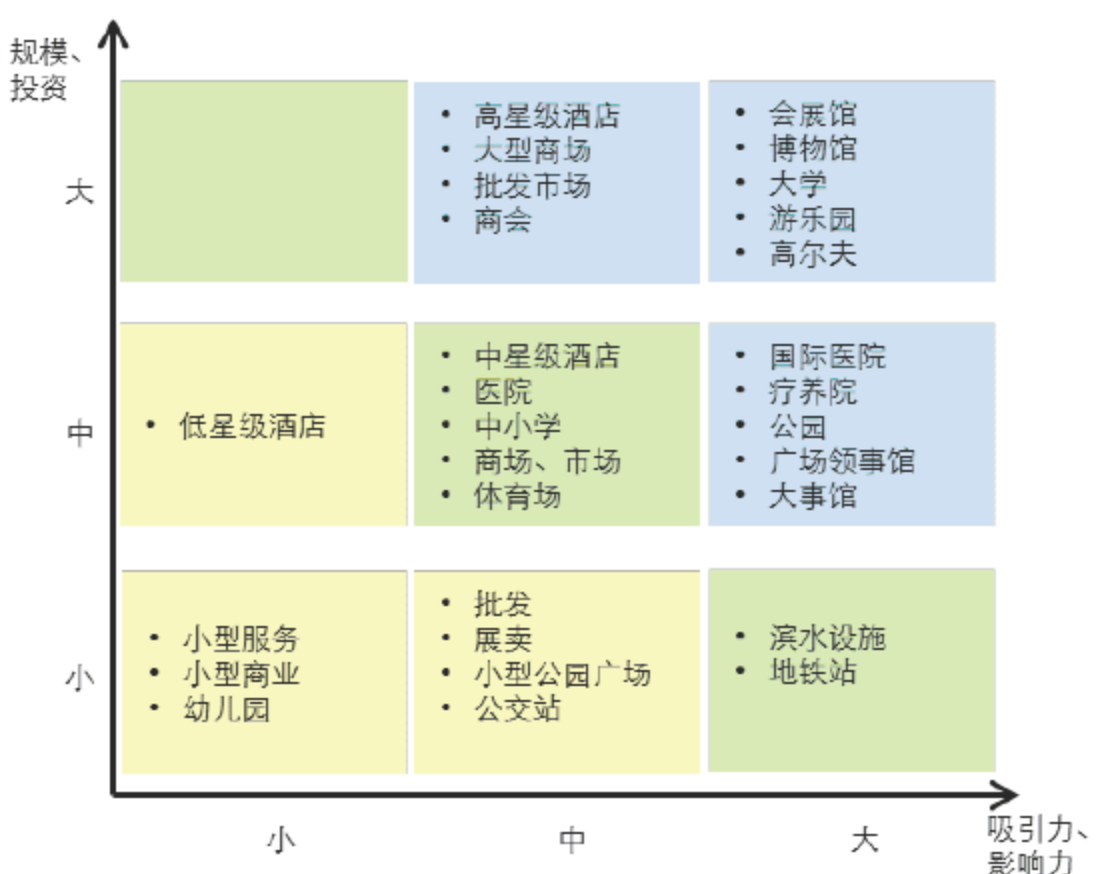 规模、
投资
大
• 高星级酒店
• 大型商场
• 批发市场
• 商会
• 会展馆
• 博物馆
• 大学
• 游乐园
• 高尔夫
中
• 低星级酒店
• 中星级酒店
• 医院
• 中小学
• 商场、市场
• 体育场
• 国际医院
• 疗养院
• 公园
• 广场领事馆
• 大事馆
小
• 小型服务
• 小型商业
• 幼儿园
• 批发
• 展卖
• 小型公园广场
• 公交站
• 滨水设施
• 地铁站
小
中
大
吸引力、
影响力